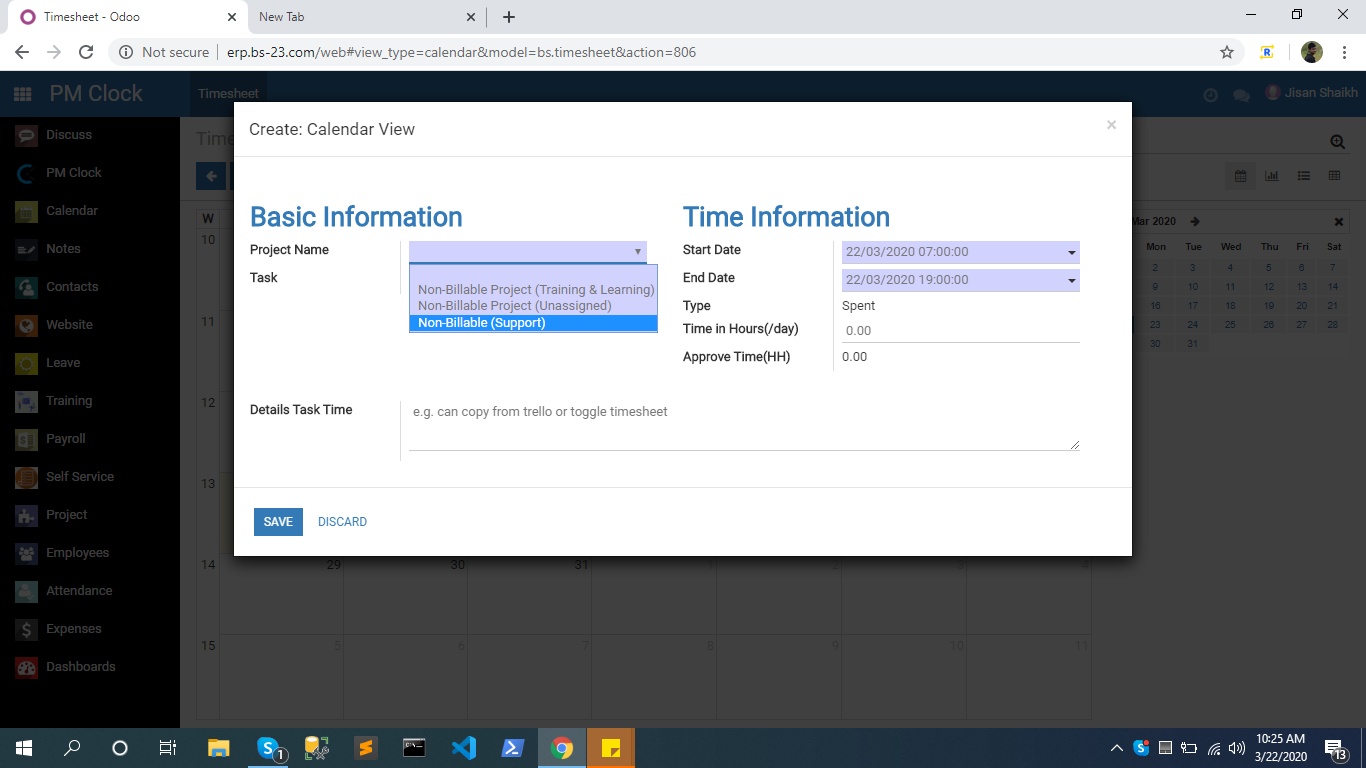 Timesheet - Odoo
New Tab
Not secure
erp.bs-23.com/web#view_type=calendar&model=bs.timesheet&action=806
PM Clock
Timesheet
Jisan Shaikh
Discuss
PM Clock
Calendar
Notes
Contacts
Website
Leave
Training
Payroll
Self Service
Project
Employees
Attendance
Expenses
Dashboards
Time
Create: Calendar View
×
Basic Information
Project Name
Task
Non-Billable Project (Training & Learning)
Non-Billable Project (Unassigned)
Non-Billable (Support)
Time Information
Start Date
22/03/2020 07:00:00
End Date
22/03/2020 19:00:00
Type
Spent
Time in Hours(/day)
0.00
Approve Time(HH)
0.00
Details Task Time
e.g. can copy from trello or toggle timesheet
SAVE
DISCARD
W
10
11
12
13
14
29 30 31 1 2 3 4
15
5 6 7 8 9 10 11
Mar 2020
Mon Tue Wed Thu Fri Sat
2 3 4 5 6 7
9 10 11 12 13 14
16 17 18 19 20 21
23 24 25 26 27 28
30 31
1
10:25 AM
3/22/2020
13